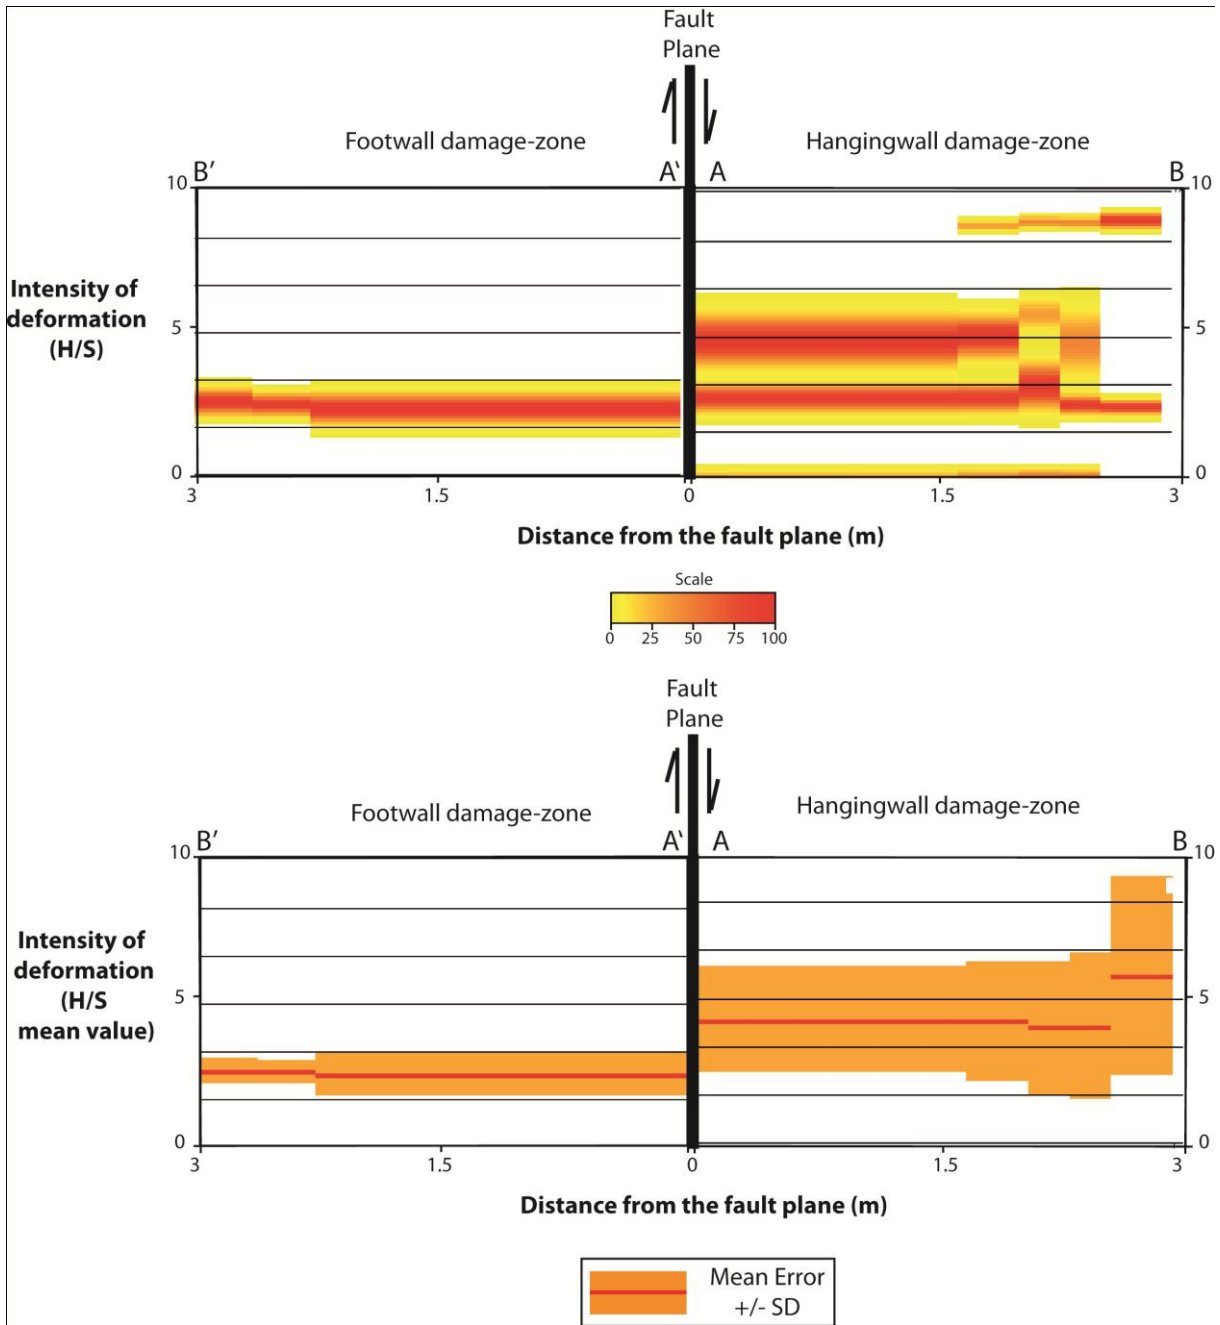 Fault
Plane
Footwall damage-zone
Hangingwall damage-zone
B’
A‘
A
B
10
10
Intensity of
deformation
(H/S)
5
5
0
0
3
1.5
0
1.5
3
Distance from the fault plane (m)
Scale
0 25 50 75 100
Fault
Plane
Footwall damage-zone
Hangingwall damage-zone
B’
A‘
A
B
10
10
Intensity of
deformation
(H/S
mean value)
5
5
0
0
3
1.5
0
1.5
3
Distance from the fault plane (m)
Mean Error
+/- SD